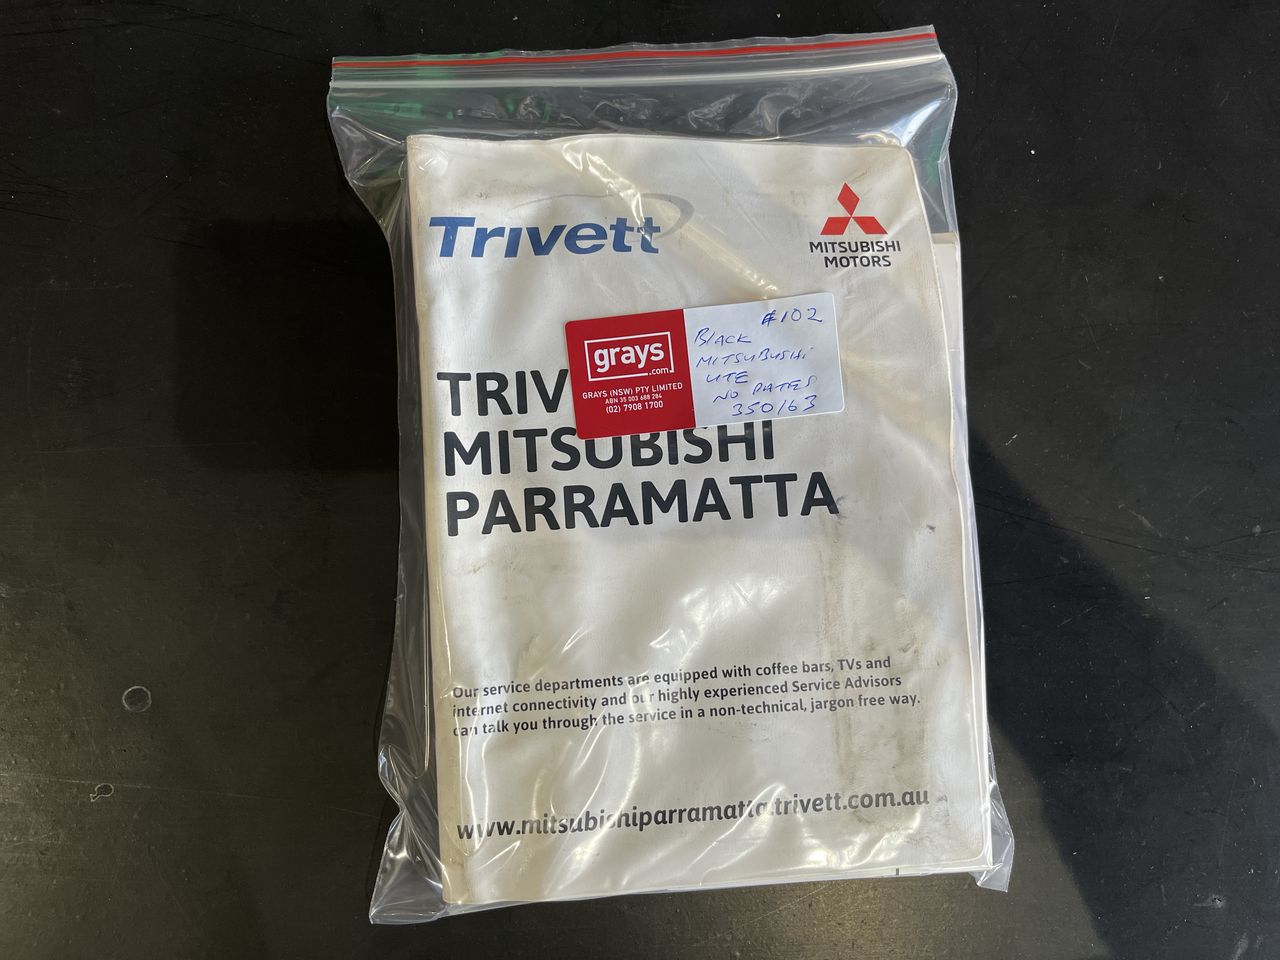 Trivett
MITSUBISHI
MOTORS
#102
BLACK
MITSUBUSHI
UTE
NO PLATES
350163
grays
.com
GRAYS (NSW) PTY LIMITED
ABN 35 003 688 284
(02) 7908 1700
TRIV
MITSUBISHI
PARRAMATTA
Our service departments are equipped with coffee bars, TVs and
internet connectivity and our highly experienced Service Advisors
can talk you through the service in a non-technical, jargon free way.
www.mitsubishiparramatta.trivett.com.au